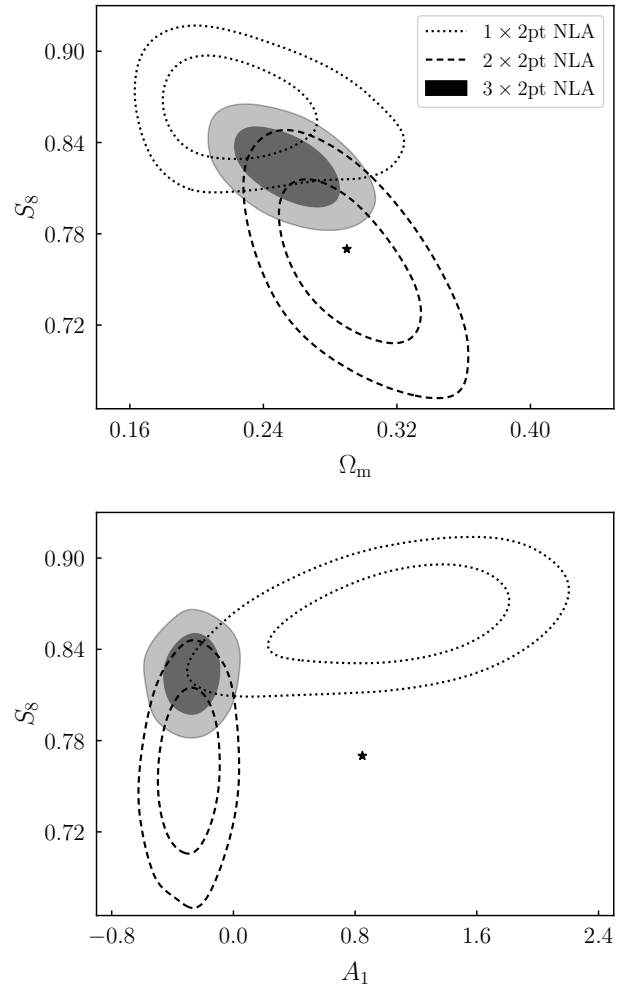 0.90
0.84
0.78
0.72
S₈
1 × 2pt NLA
2 × 2pt NLA
3 × 2pt NLA
0.16 0.24 0.32 0.40
Ωₘ
0.90
0.84
0.78
0.72
S₈
−0.8 0.0 0.8 1.6 2.4
A₁